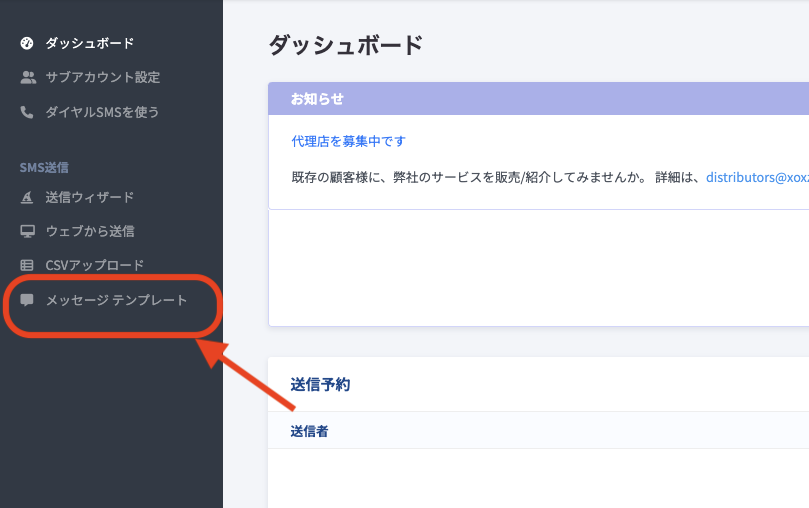 ダッシュボード
サブアカウント設定
ダイヤルSMSを使う
SMS送信
送信ウィザード
ウェブから送信
CSVアップロード
メッセージ テンプレート
ダッシュボード
お知らせ
代理店を募集中です
既存の顧客様に、弊社のサービスを販売/紹介してみませんか。 詳細は、distributors@xox
送信予約
送信者